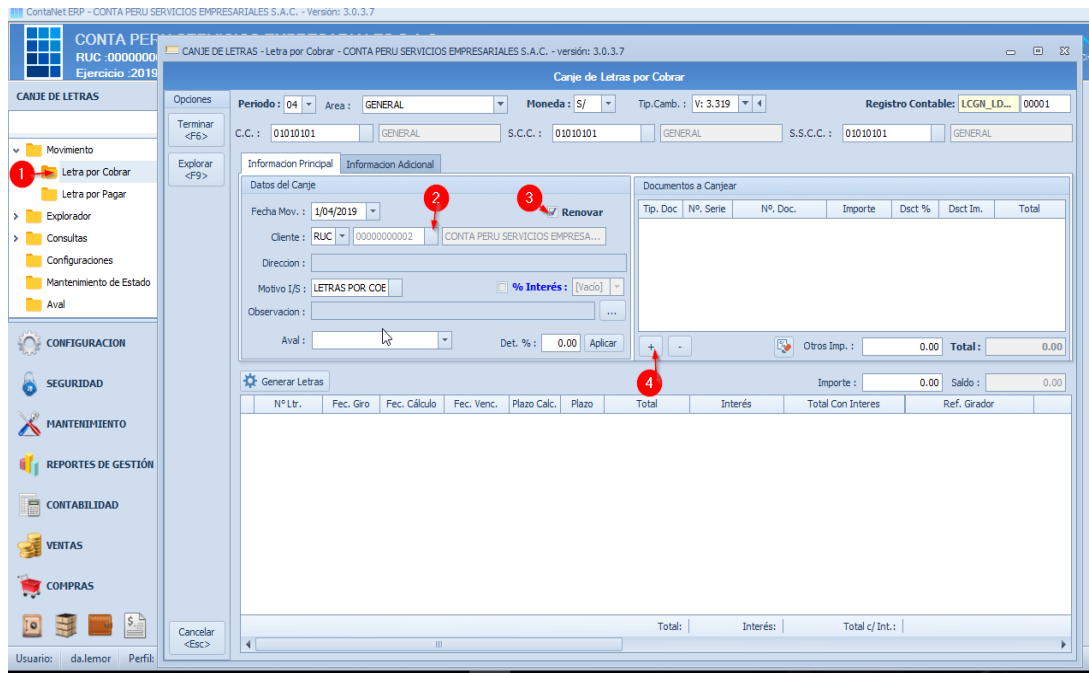 ContaNet ERP - CONTA PERU SERVICIOS EMPRESARIALES S.A.C. - Versión: 3.0.3.7
CONTA PER
RUC :0000000
Ejercicio :2019
CANJE DE LETRAS - Letra por Cobrar - CONTA PERU SERVICIOS EMPRESARIALES S.A.C. - versión: 3.0.3.7
Canje de Letras por Cobrar
CANJE DE LETRAS
Movimiento
1
Letra por Cobrar
Letra por Pagar
Explorador
Consultas
Configuraciones
Mantenimiento de Estado
Aval
CONFIGURACION
SEGURIDAD
MANTENIMIENTO
REPORTES DE GESTIÓN
CONTABILIDAD
VENTAS
COMPRAS
Usuario: da.lemor Perfil:
Opciones
Terminar
<F6>
Explorar
<F9>
Cancelar
<Esc>
Periodo : 04 Area : GENERAL Moneda : S/ Tip.Camb. : V: 3.319 Registro Contable: LCGN_LD... 00001
C.C. : 01010101 GENERAL S.C.C. : 01010101 GENERAL S.S.C.C. : 01010101 GENERAL
Informacion Principal Informacion Adicional
Datos del Canje
2
3
Fecha Mov. : 1/04/2019 Renovar
Cliente : RUC 00000000002 CONTA PERU SERVICIOS EMPRESA...
Direccion :
Motivo I/S : LETRAS POR COE % Interés : [Vacío]
Observacion : ...
Aval : Det. % : 0.00 Aplicar
Documentos a Canjear
Tip. Doc Nº. Serie Nº. Doc. Importe Dsct % Dsct Im. Total
+ - Otros Imp. : 0.00 Total : 0.00
4
Generar Letras Importe : 0.00 Saldo : 0.00
Nº Ltr. Fec. Giro Fec. Cálculo Fec. Venc. Plazo Calc. Plazo Total Interés Total Con Interes Ref. Girador
Total: Interés: Total c/ Int.: